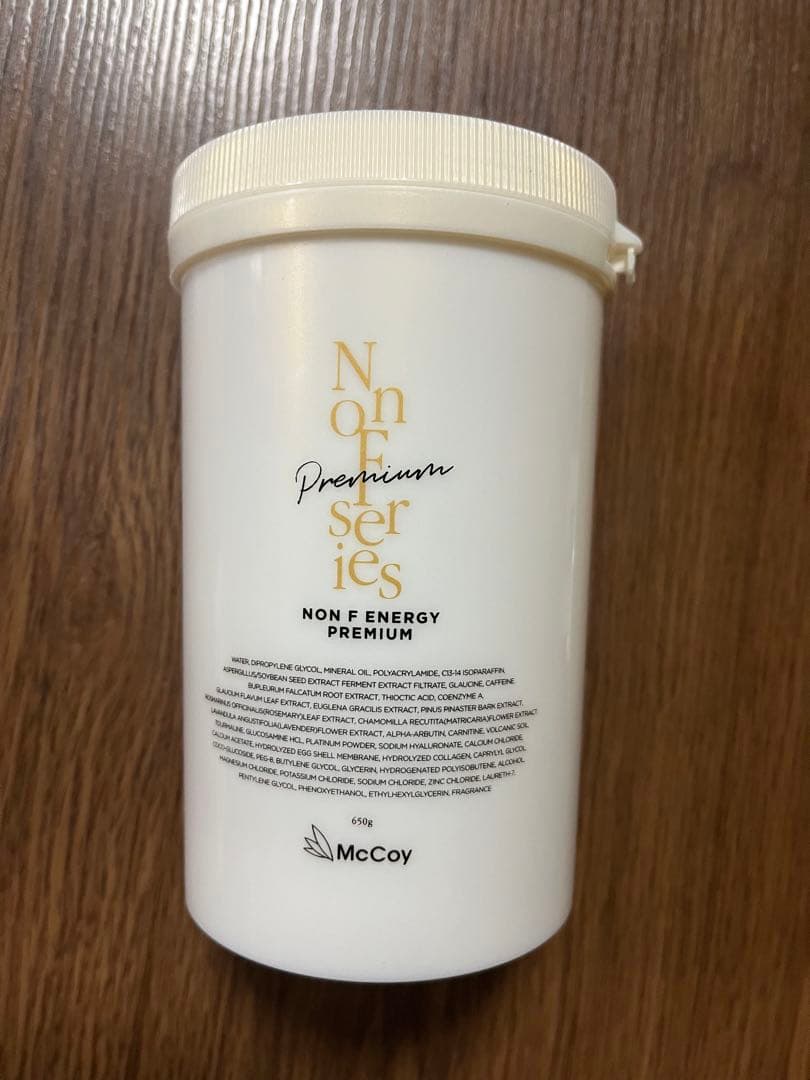 Non F series
Premium
NON F ENERGY
PREMIUM
WATER, DIPROPYLENE GLYCOL, MINERAL OIL, POLYACRYLAMIDE, C13-14 ISOPARAFFIN,
ASPERGILLUS/SOYBEAN SEED EXTRACT FERMENT EXTRACT FILTRATE, GLAUCINE, CAFFEINE
BUPLEURUM FALCATUM ROOT EXTRACT, THIOCTIC ACID, COENZYME A,
GLAUCIUM FLAVUM LEAF EXTRACT, EUGLENA GRACILIS EXTRACT, PINUS PINASTER BARK EXTRACT,
ROSMARINUS OFFICINALIS(ROSEMARY)LEAF EXTRACT, CHAMOMILLA RECUTITA(MATRICARIA)FLOWER EXTRACT,
LAVANDULA ANGUSTIFOLIA(LAVENDER)FLOWER EXTRACT, ALPHA-ARBUTIN, CARNITINE, VOLCANIC SOIL
TOURMALINE, GLUCOSAMINE HCL, PLATINUM POWDER, SODIUM HYALURONATE, CALCIUM CHLORIDE,
CALCIUM ACETATE, HYDROLYZED EGG SHELL MEMBRANE, HYDROLYZED COLLAGEN, CAPRYLYL GLYCOL
COCO-GLUCOSIDE, PEG-8, BUTYLENE GLYCOL, GLYCERIN, HYDROGENATED POLYISOBUTENE, ALCOHOL
MAGNESIUM CHLORIDE, POTASSIUM CHLORIDE, SODIUM CHLORIDE, ZINC CHLORIDE, LAURETH-7,
PENTYLENE GLYCOL, PHENOXYETHANOL, ETHYLHEXYLGLYCERIN, FRAGRANCE
650g
McCoy